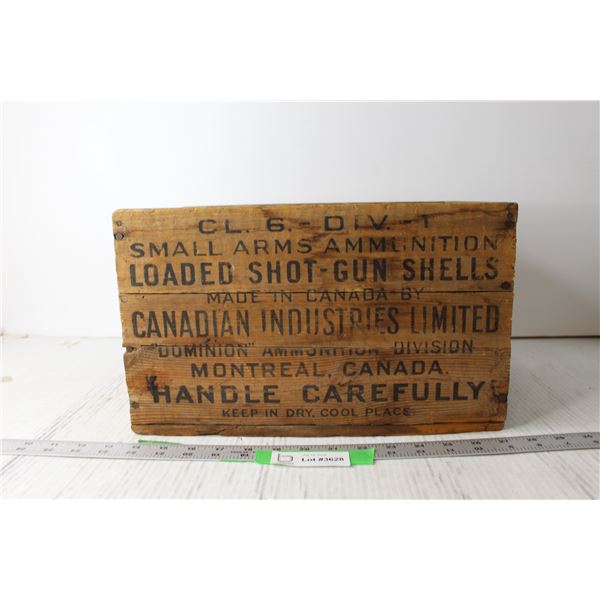 CL. 6.-DIV.-1
SMALL ARMS AMMUNITION
LOADED SHOT-GUN SHELLS
MADE IN CANADA BY
CANADIAN INDUSTRIES LIMITED
"DOMINION" AMMUNITION DIVISION
MONTREAL, CANADA.
HANDLE CAREFULLY
KEEP IN DRY, COOL PLACE
Lot #3628